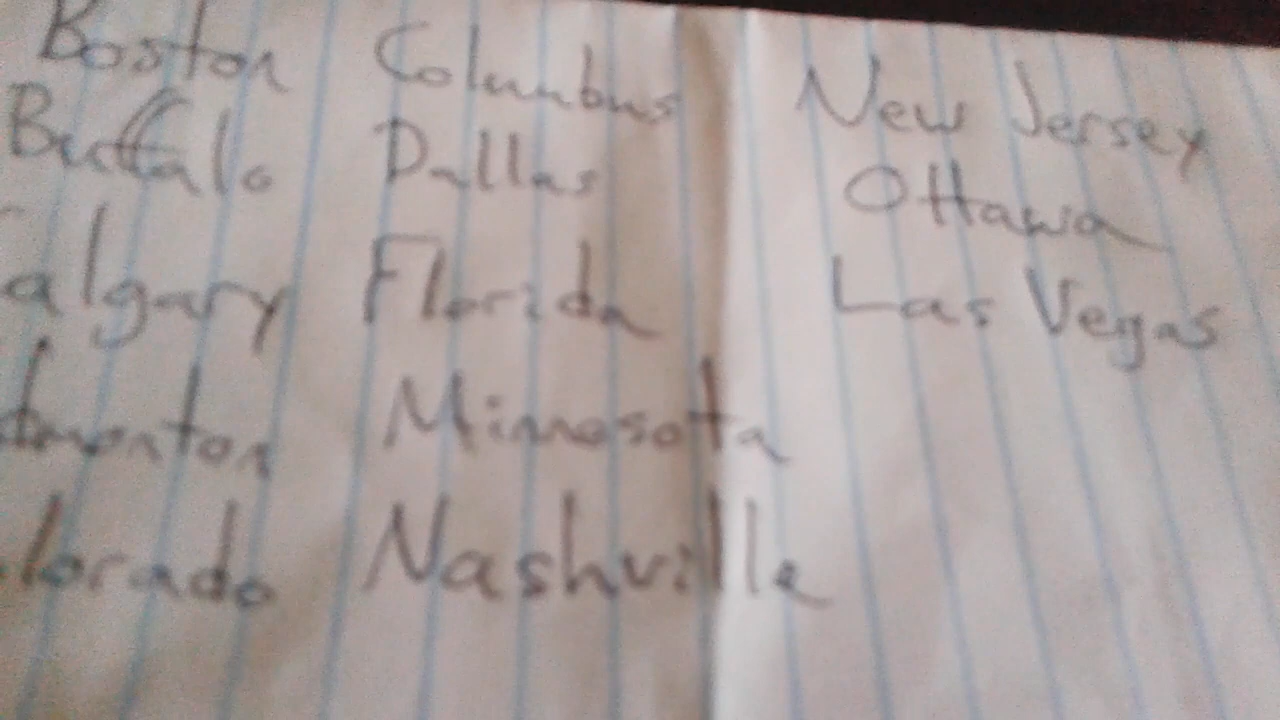 Boston Columbus New Jersey
Buffalo Dallas Ottawa
algary Florida Las Vegas
dmonton Minnesota
lorado Nashville